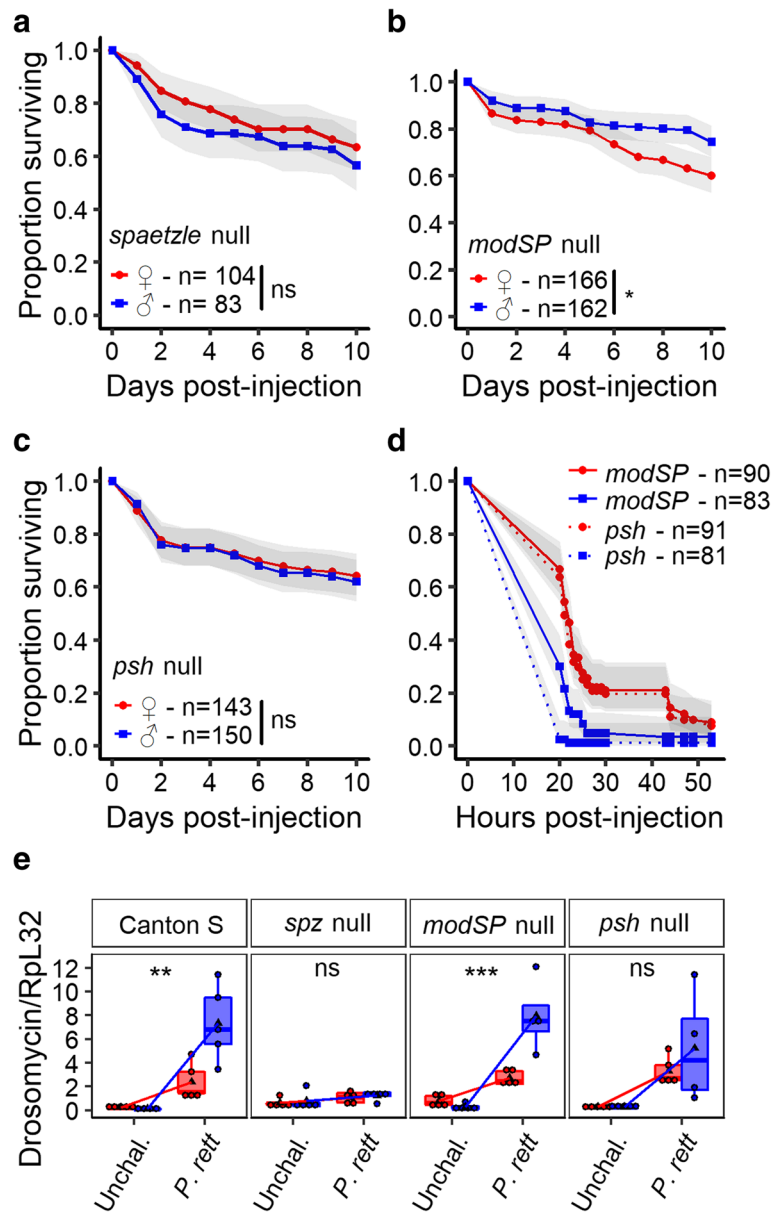 a
Proportion surviving
1.0
0.8
0.6
0.4
0.2
0.0
spaetzle null
♀ - n= 104
♂ - n= 83
ns
0 2 4 6 8 10
Days post-injection
b
1.0
0.8
0.6
0.4
0.2
0.0
modSP null
♀ - n=166
♂ - n=162
*
0 2 4 6 8 10
Days post-injection
c
Proportion surviving
1.0
0.8
0.6
0.4
0.2
0.0
psh null
♀ - n=143
♂ - n=150
ns
0 2 4 6 8 10
Days post-injection
d
modSP - n=90
modSP - n=83
psh - n=91
psh - n=81
1.0
0.8
0.6
0.4
0.2
0.0
0 10 20 30 40 50
Hours post-injection
e
Drosomycin/RpL32
Canton S
spz null
modSP null
psh null
12
10
8
6
4
2
0
**
ns
***
ns
Unchal.
P. rett
Unchal.
P. rett
Unchal.
P. rett
Unchal.
P. rett